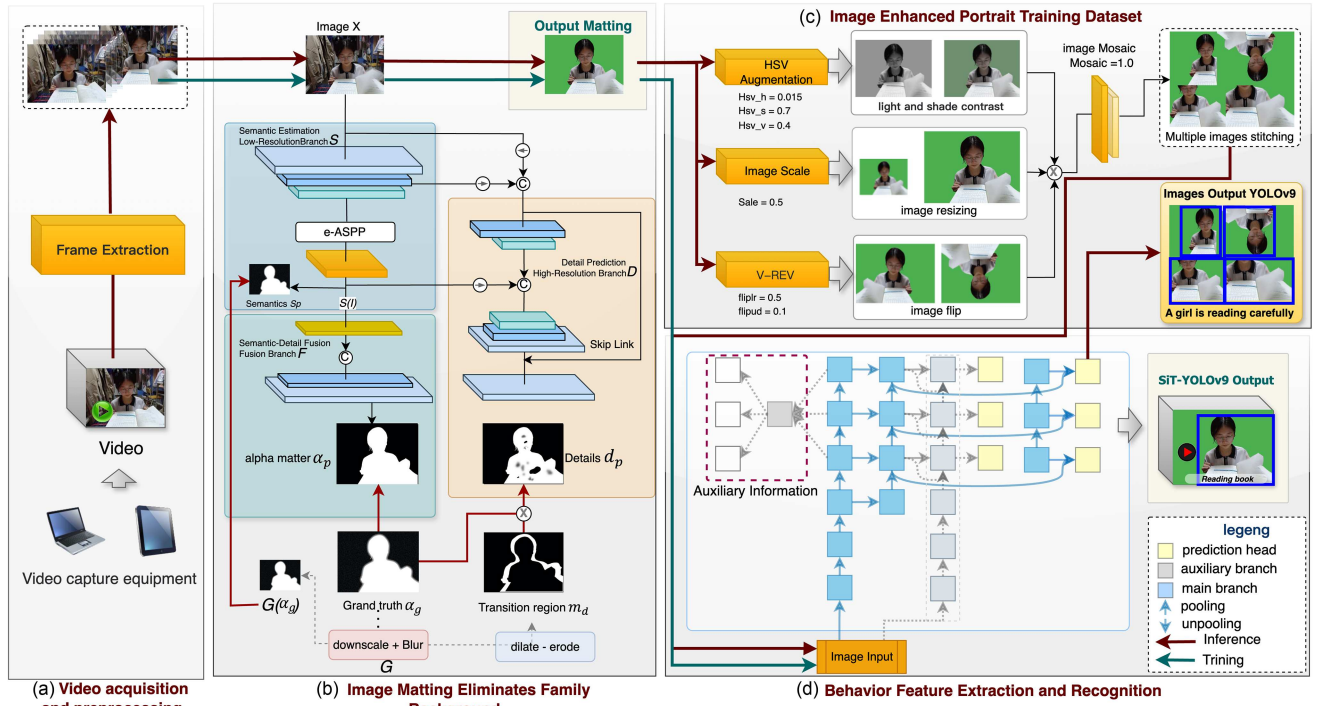 Frame Extraction
Video
Video capture equipment
(a) Video acquisition
and preprocessing
Image X
Output Matting
Semantic Estimation
Low-ResolutionBranch S
C
e-ASPP
Semantics Sp
S(I)
Detail Prediction
High-Resolution Branch D
C
Semantic-Detail Fusion
Fusion Branch F
C
Skip Link
alpha matter αp
Details dp
X
G(αg)
Grand truth αg
Transition region md
downscale + Blur
dilate - erode
G
(b) Image Matting Eliminates Family
Background
(c) Image Enhanced Portrait Training Dataset
HSV
Augmentation
Hsv_h = 0.015
Hsv_s = 0.7
Hsv_v = 0.4
light and shade contrast
image Mosaic
Mosaic =1.0
Multiple images stitching
Image Scale
Sale = 0.5
image resizing
X
V-REV
fliplr = 0.5
flipud = 0.1
image flip
Images Output YOLOv9
A girl is reading carefully
Auxiliary Information
Image Input
SiT-YOLOv9 Output
Reading book
legeng
prediction head
auxiliary branch
main branch
pooling
unpooling
Inference
Trining
(d) Behavior Feature Extraction and Recognition